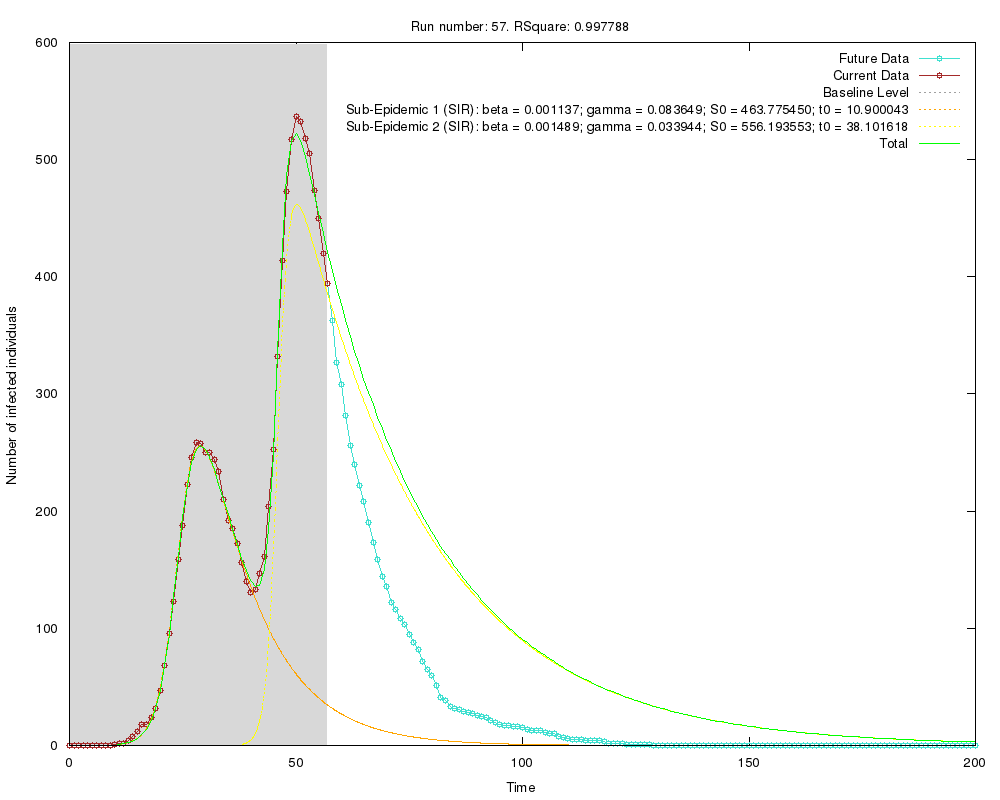 Run number: 57. RSquare: 0.997788
Future Data
Current Data
Baseline Level
Sub-Epidemic 1 (SIR): beta = 0.001137; gamma = 0.083649; S0 = 463.775450; t0 = 10.900043
Sub-Epidemic 2 (SIR): beta = 0.001489; gamma = 0.033944; S0 = 556.193553; t0 = 38.101618
Total
Number of infected individuals
600
500
400
300
200
100
0
0 50 100 150 200
Time